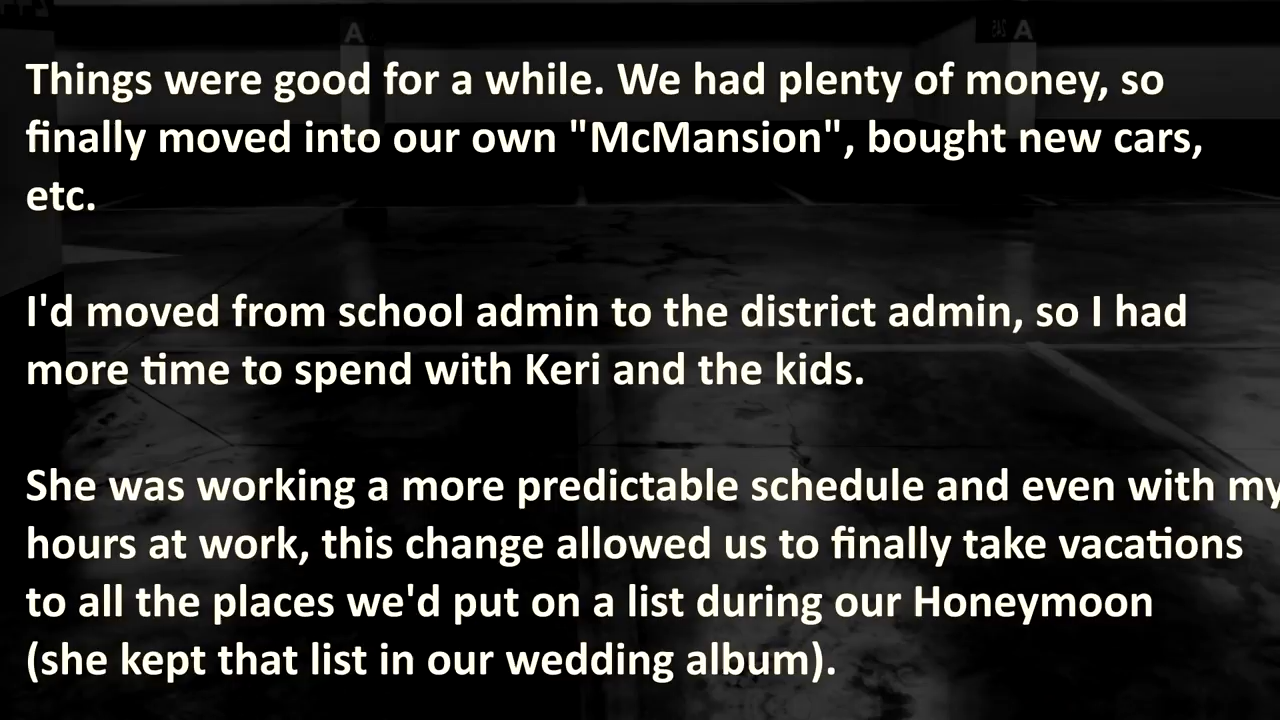 A
A
Things were good for a while. We had plenty of money, so
finally moved into our own "McMansion", bought new cars,
etc.
I'd moved from school admin to the district admin, so I had
more time to spend with Keri and the kids.
She was working a more predictable schedule and even with my
hours at work, this change allowed us to finally take vacations
to all the places we'd put on a list during our Honeymoon
(she kept that list in our wedding album).